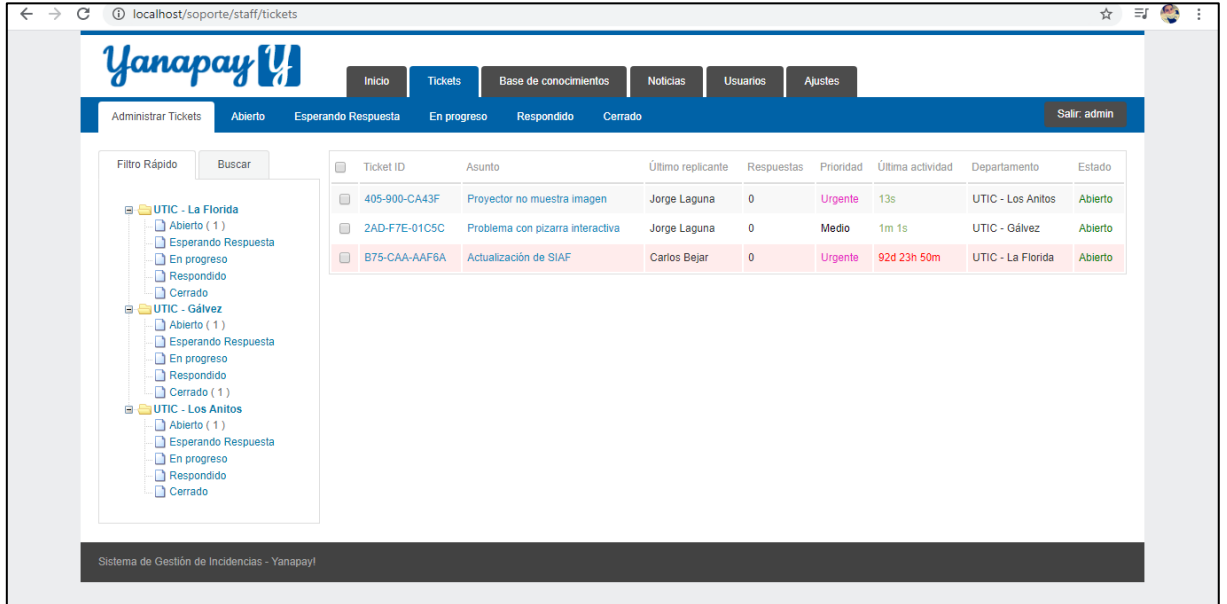 localhost/soporte/staff/tickets
Yanapay Y
Inicio Tickets Base de conocimientos Noticias Usuarios Ajustes
Administrar Tickets Abierto Esperando Respuesta En progreso Respondido Cerrado Salir: admin
Filtro Rápido Buscar
UTIC - La Florida
Abierto ( 1 )
Esperando Respuesta
En progreso
Respondido
Cerrado
UTIC - Gálvez
Abierto ( 1 )
Esperando Respuesta
En progreso
Respondido
Cerrado ( 1 )
UTIC - Los Anitos
Abierto ( 1 )
Esperando Respuesta
En progreso
Respondido
Cerrado
Ticket ID Asunto Último replicante Respuestas Prioridad Última actividad Departamento Estado
405-900-CA43F Proyector no muestra imagen Jorge Laguna 0 Urgente 13s UTIC - Los Anitos Abierto
2AD-F7E-01C5C Problema con pizarra interactiva Jorge Laguna 0 Medio 1m 1s UTIC - Gálvez Abierto
B75-CAA-AAF6A Actualización de SIAF Carlos Bejar 0 Urgente 92d 23h 50m UTIC - La Florida Abierto
Sistema de Gestión de Incidencias - Yanapay!